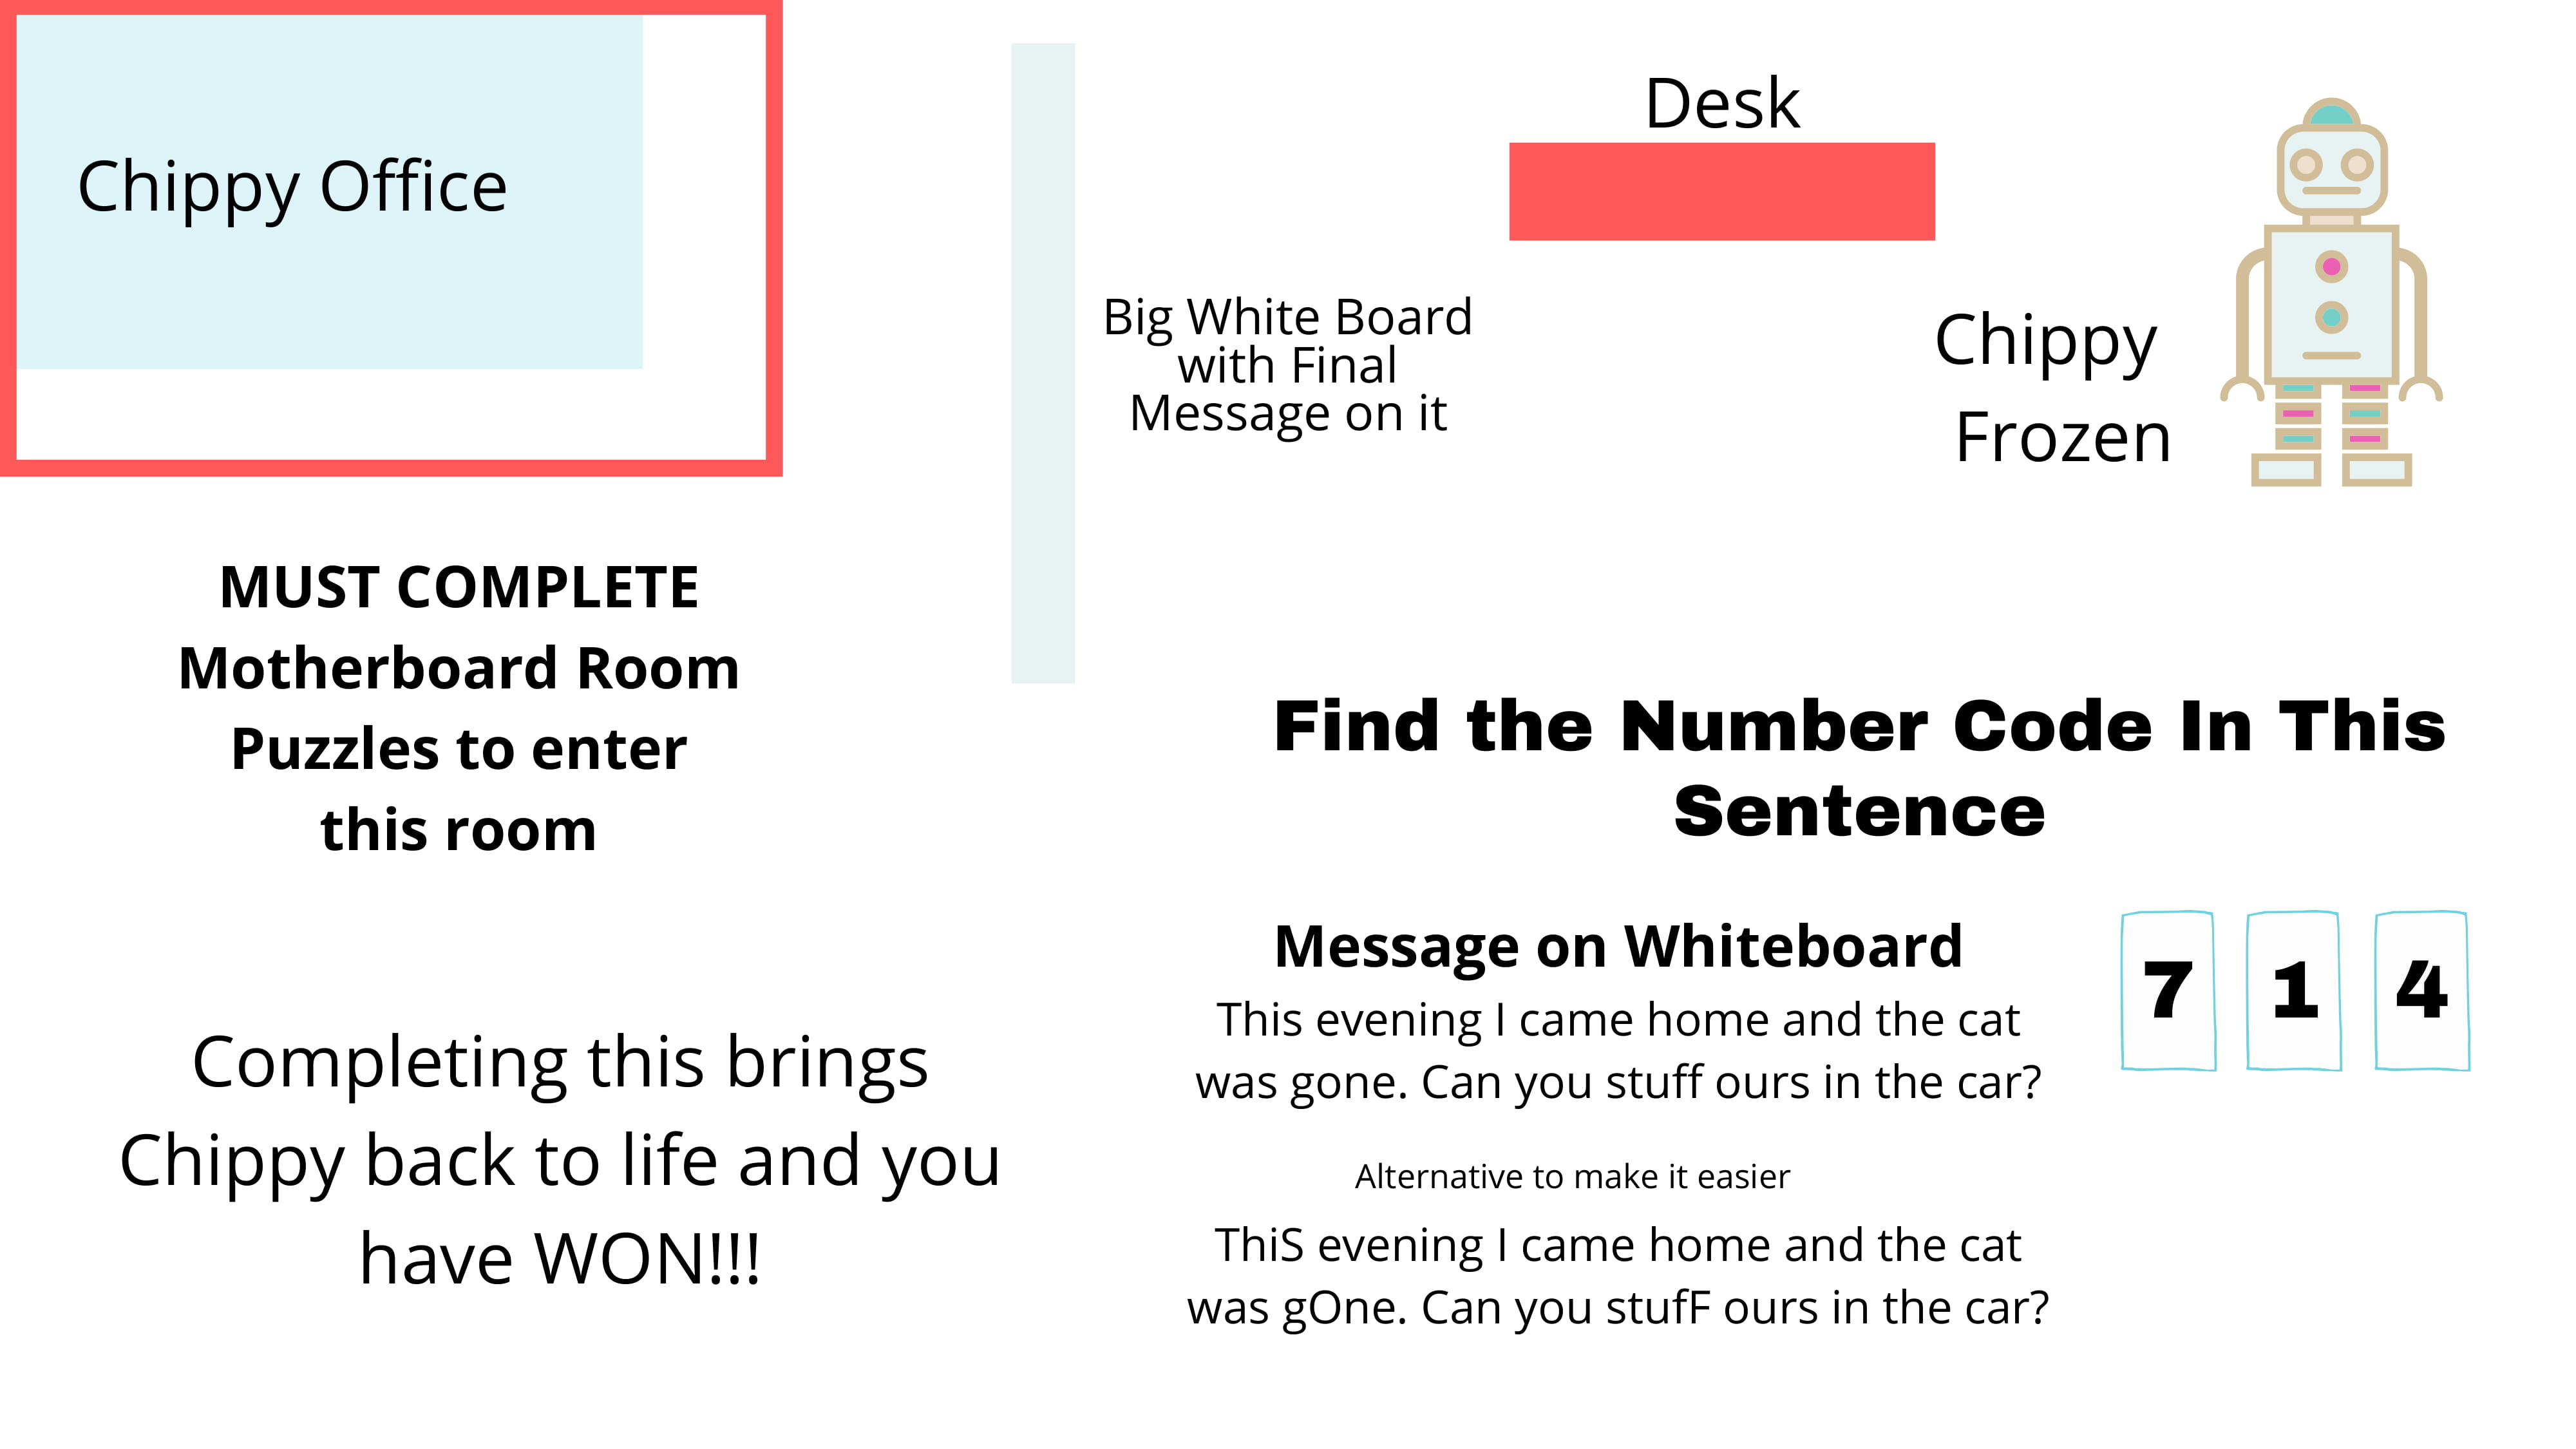 Chippy Office
MUST COMPLETE
Motherboard Room
Puzzles to enter
this room
Completing this brings
Chippy back to life and you
have WON!!!
Desk
Big White Board
with Final
Message on it
Chippy
Frozen
Find the Number Code In This
Sentence
Message on Whiteboard
This evening I came home and the cat
was gone. Can you stuff ours in the car?
7 1 4
Alternative to make it easier
ThiS evening I came home and the cat
was gOne. Can you stufF ours in the car?